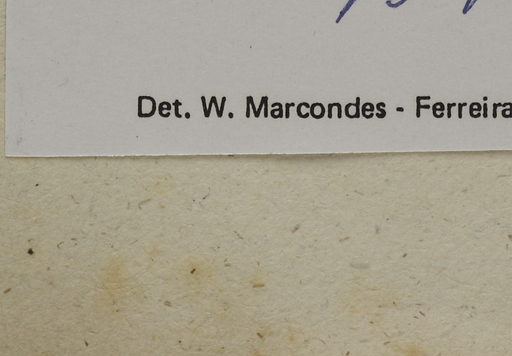 Det. W. Marcondes - Ferreira